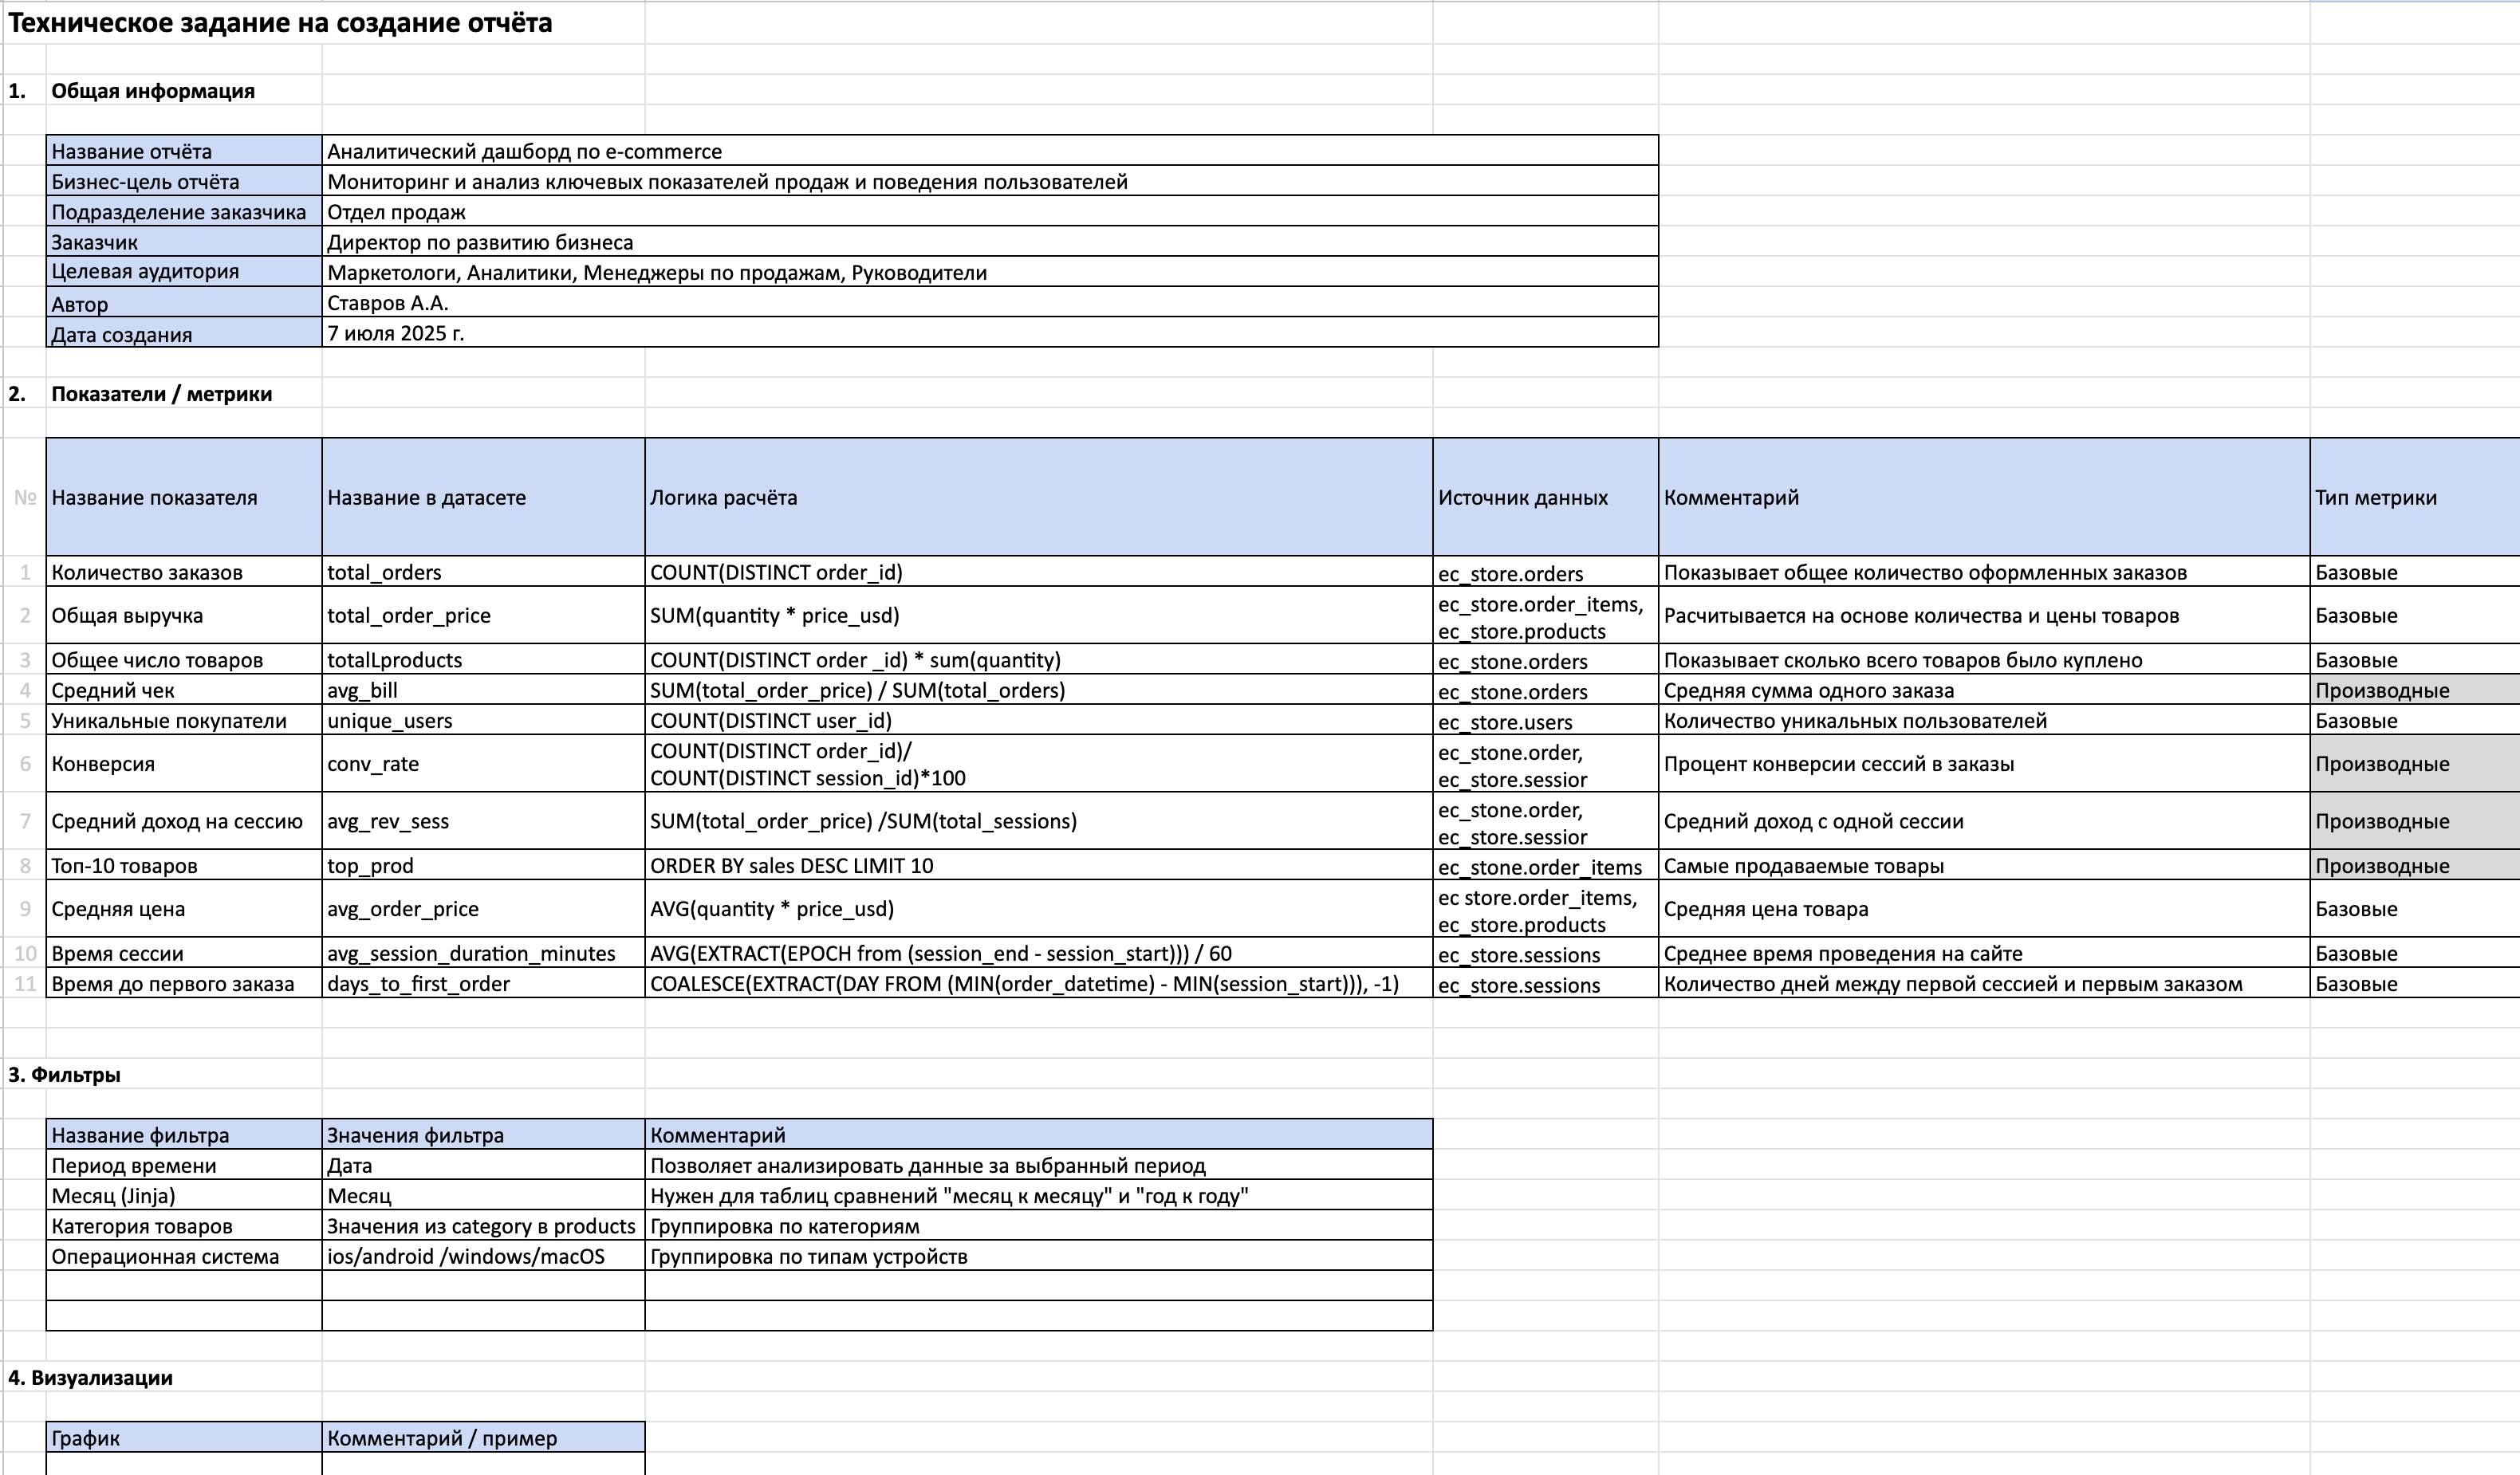 Техническое задание на создание отчёта
1. Общая информация
Название отчёта Аналитический дашборд по e-commerce
Бизнес-цель отчёта Мониторинг и анализ ключевых показателей продаж и поведения пользователей
Подразделение заказчика Отдел продаж
Заказчик Директор по развитию бизнеса
Целевая аудитория Маркетологи, Аналитики, Менеджеры по продажам, Руководители
Автор Ставров А.А.
Дата создания 7 июля 2025 г.
2. Показатели / метрики
№ Название показателя Название в датасете Логика расчёта Источник данных Комментарий Тип метрики
1 Количество заказов total_orders COUNT(DISTINCT order_id) ec_store.orders Показывает общее количество оформленных заказов Базовые
2 Общая выручка total_order_price SUM(quantity * price_usd) ec_store.order_items, Расчитывается на основе количества и цены товаров Базовые
ec_store.products
3 Общее число товаров totalLproducts COUNT(DISTINCT order _id) * sum(quantity) ec_stone.orders Показывает сколько всего товаров было куплено Базовые
4 Средний чек avg_bill SUM(total_order_price) / SUM(total_orders) ec_stone.orders Средняя сумма одного заказа Производные
5 Уникальные покупатели unique_users COUNT(DISTINCT user_id) ec_store.users Количество уникальных пользователей Базовые
6 Конверсия conv_rate COUNT(DISTINCT order_id)/ ec_stone.order, Процент конверсии сессий в заказы Производные
COUNT(DISTINCT session_id)*100 ec_store.sessior
7 Средний доход на сессию avg_rev_sess SUM(total_order_price) /SUM(total_sessions) ec_stone.order, Средний доход с одной сессии Производные
ec_store.sessior
8 Топ-10 товаров top_prod ORDER BY sales DESC LIMIT 10 ec_stone.order_items Самые продаваемые товары Производные
9 Средняя цена avg_order_price AVG(quantity * price_usd) ec store.order_items, Средняя цена товара Базовые
ec_store.products
10 Время сессии avg_session_duration_minutes AVG(EXTRACT(EPOCH from (session_end - session_start))) / 60 ec_store.sessions Среднее время проведения на сайте Базовые
11 Время до первого заказа days_to_first_order COALESCE(EXTRACT(DAY FROM (MIN(order_datetime) - MIN(session_start))), -1) ec_store.sessions Количество дней между первой сессией и первым заказом Базовые
3. Фильтры
Название фильтра Значения фильтра Комментарий
Период времени Дата Позволяет анализировать данные за выбранный период
Месяц (Jinja) Месяц Нужен для таблиц сравнений "месяц к месяцу" и "год к году"
Категория товаров Значения из category в products Группировка по категориям
Операционная система ios/android /windows/macOS Группировка по типам устройств
4. Визуализации
График Комментарий / пример